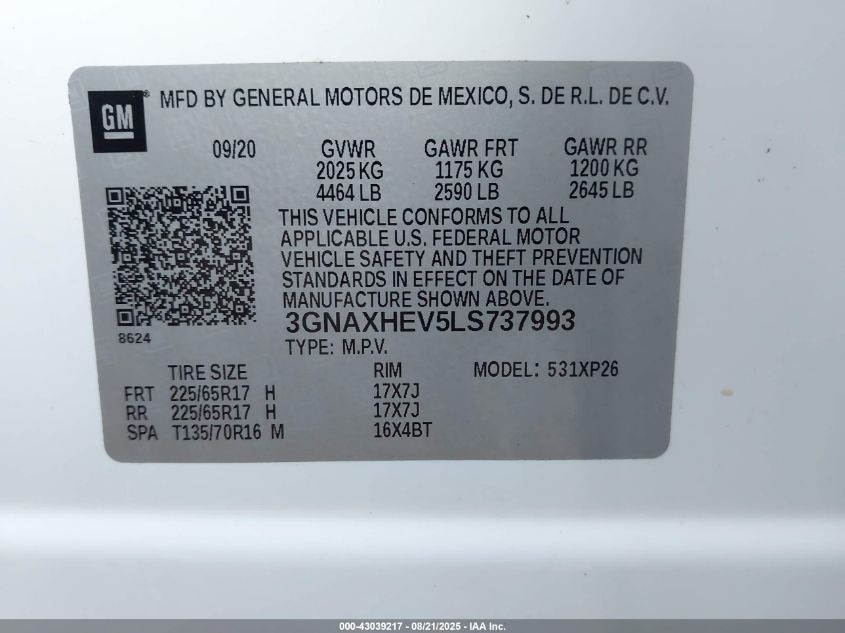 GM ® MFD BY GENERAL MOTORS DE MEXICO, S. DE R.L. DE C.V.
09/20 GVWR GAWR FRT GAWR RR
2025 KG 1175 KG 1200 KG
4464 LB 2590 LB 2645 LB
THIS VEHICLE CONFORMS TO ALL
APPLICABLE U.S. FEDERAL MOTOR
VEHICLE SAFETY AND THEFT PREVENTION
STANDARDS IN EFFECT ON THE DATE OF
MANUFACTURE SHOWN ABOVE.
8624
3GNAXHEV5LS737993
TYPE: M.P.V.
TIRE SIZE RIM MODEL: 531XP26
FRT 225/65R17 H 17X7J
RR 225/65R17 H 17X7J
SPA T135/70R16 M 16X4BT
000-43039217 - 08/21/2025 - IAA Inc.